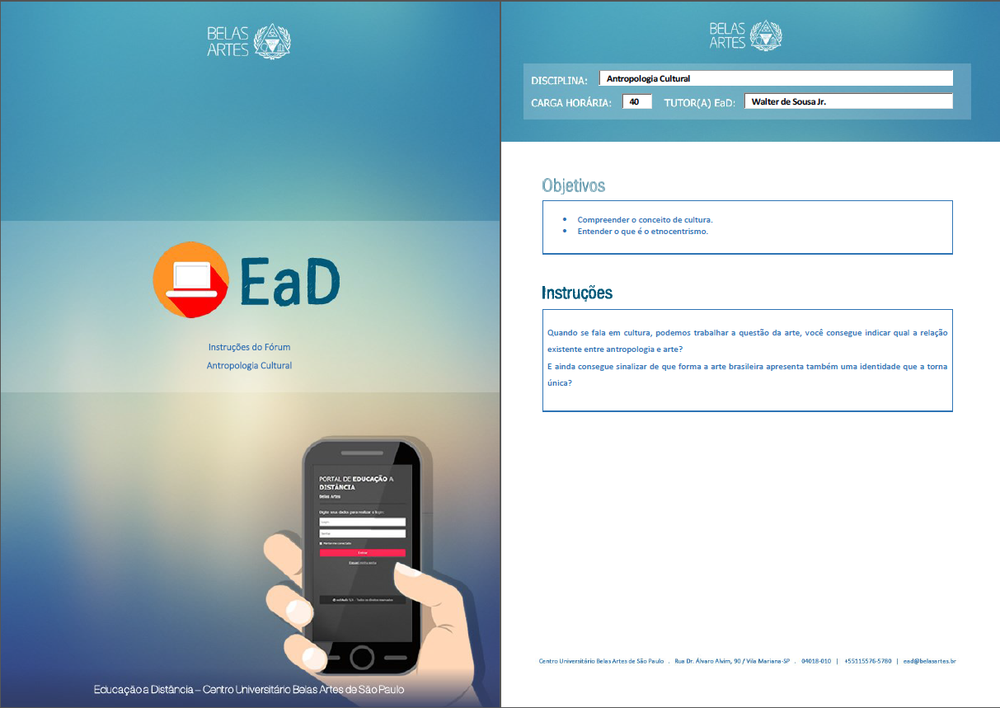 BELAS
ARTES
EaD
Instruções do Fórum
Antropologia Cultural
PORTAL DE EDUCAÇÃO A
DISTÂNCIA
Belas Artes
Digite seus dados para realizar o login
Login
Senha
Entrar
Educação a Distância – Centro Universitário Belas Artes de São Paulo
BELAS
ARTES
DISCIPLINA: Antropologia Cultural
CARGA HORÁRIA: 40 TUTOR(A) EaD: Walter de Sousa Jr.
Objetivos
• Compreender o conceito de cultura.
• Entender o que é o etnocentrismo.
Instruções
Quando se fala em cultura, podemos trabalhar a questão da arte, você consegue indicar qual a relação
existente entre antropologia e arte?
E ainda consegue sinalizar de que forma a arte brasileira apresenta também uma identidade que a torna
única?
Centro Universitário Belas Artes de São Paulo . Rua Dr. Álvaro Alvim, 90 / Vila Mariana-SP . 04018-010 | +55115576-5780 | ead@belasartes.br